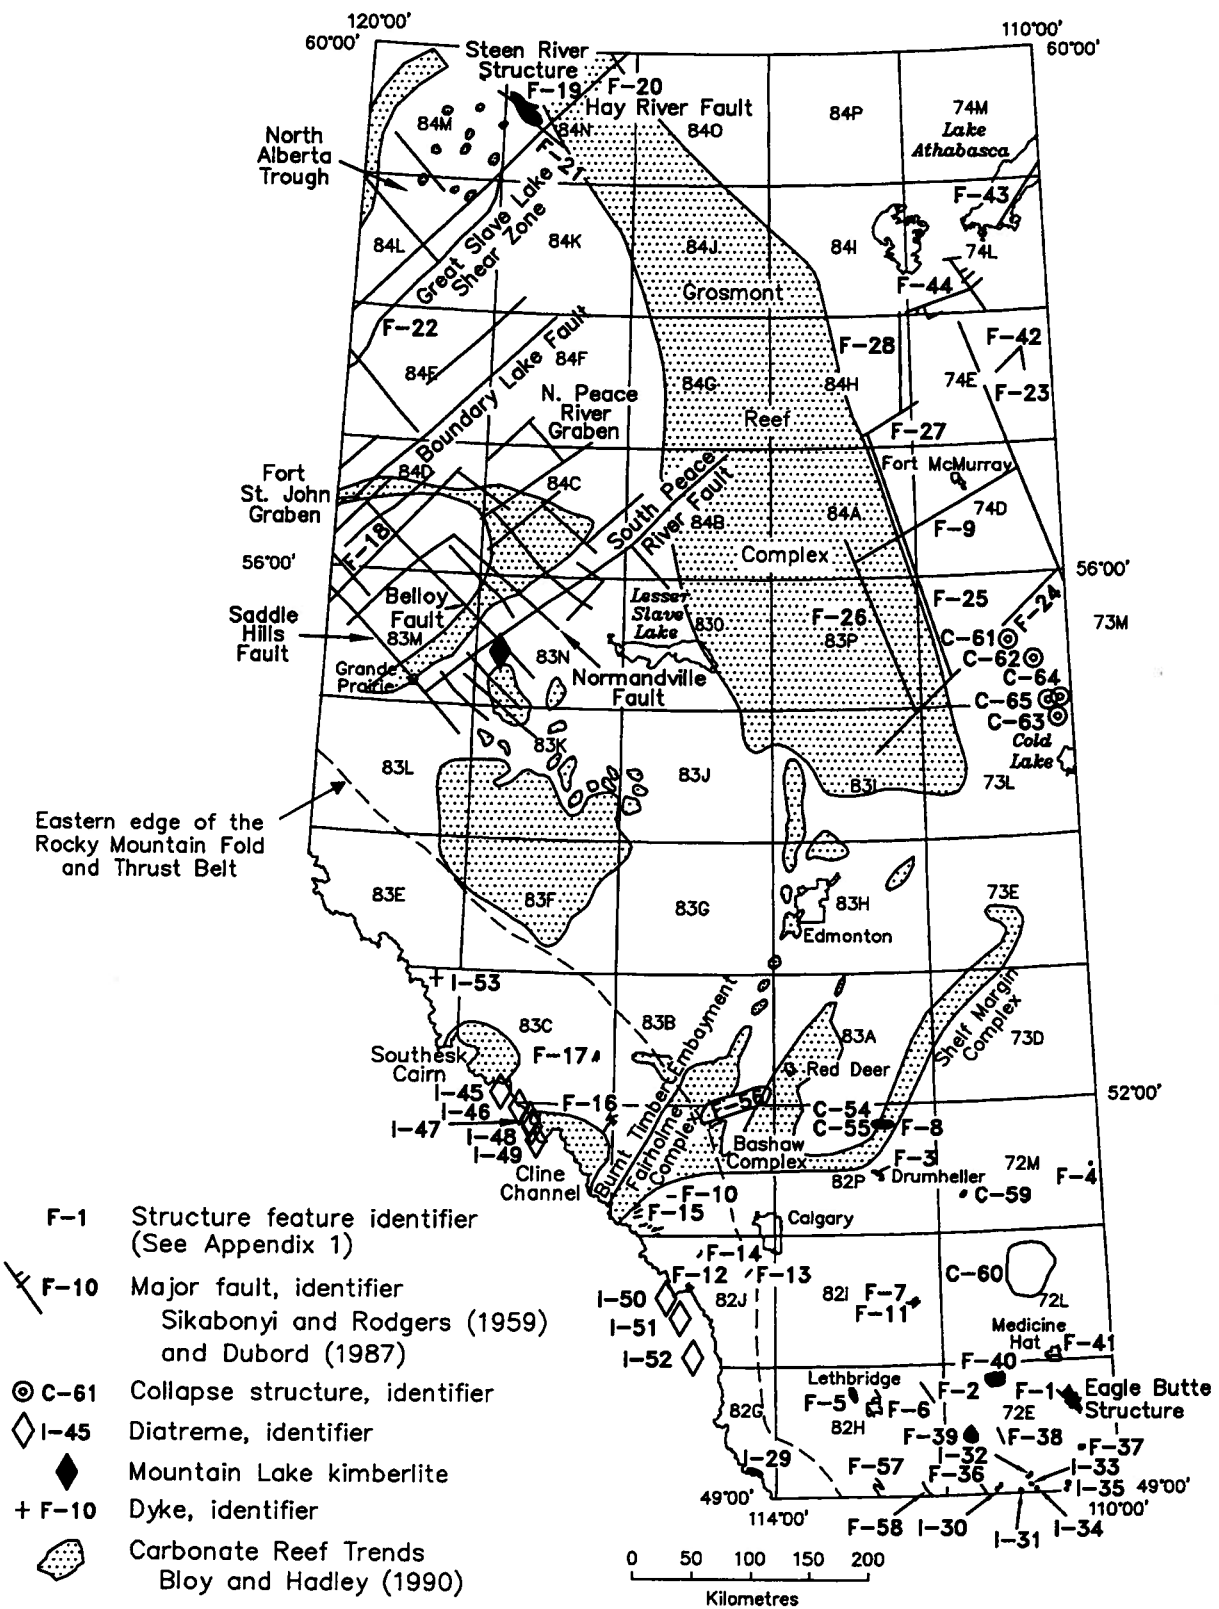 120°00'
60°00'
110°00'
60°00'
Steen River
Structure
F-19
F-20
Hay River Fault
84M
84N
84O
84P
74M
Lake
Athabasca
North
Alberta
Trough
F-21
F-43
84L
Great Slave Lake
Shear Zone
84K
84J
84I
74L
Grosmont
F-44
F-22
F-28
F-42
84E
Boundary Lake Fault
84F
84G
84H
74E
F-23
N. Peace
River
Graben
Reef
F-27
Fort
St. John
Graben
84D
84C
South Peace
River Fault
84B
84A
Fort McMurray
74D
F-9
F-18
Complex
56°00'
56°00'
Belloy
Fault
Lesser
Slave
Lake
83O
F-26
83P
F-25
F-24
73M
Saddle
Hills
Fault
83M
C-61
C-62
C-64
C-65
C-63
Grande
Prairie
83N
Normandville
Fault
Cold
Lake
83L
83K
83J
83I
73L
Eastern edge of the
Rocky Mountain Fold
and Thrust Belt
83E
83F
83G
83H
73E
Edmonton
I-53
83C
83B
Burnt Timber Embayment
83A
Shelf Margin
Complex
73D
Southesk
Cairn
F-17
Red Deer
I-45
I-46
I-47
I-48
I-49
F-16
Fairholme
Complex
F-56
C-54
C-55
F-8
52°00'
Cline
Channel
Bashaw
Complex
F-3
82P
Drumheller
72M
F-4
C-59
F-10
F-15
Calgary
F-14
F-12
F-13
C-60
I-50
I-51
I-52
82J
82I
F-7
F-11
72L
Medicine
Hat
F-41
F-40
Lethbridge
F-5
F-6
F-2
F-1
Eagle Butte
Structure
82G
82H
72E
F-39
F-38
F-37
I-29
I-32
I-33
F-57
F-36
I-35
49°00'
49°00'
110°00'
114°00'
F-58
I-30
I-31
I-34
F-1
Structure feature identifier
(See Appendix 1)
F-10
Major fault, identifier
Sikabonyi and Rodgers (1959)
and Dubord (1987)
C-61
Collapse structure, identifier
I-45
Diatreme, identifier
Mountain Lake kimberlite
F-10
Dyke, identifier
Carbonate Reef Trends
Bloy and Hadley (1990)
0 50 100 150 200
Kilometres